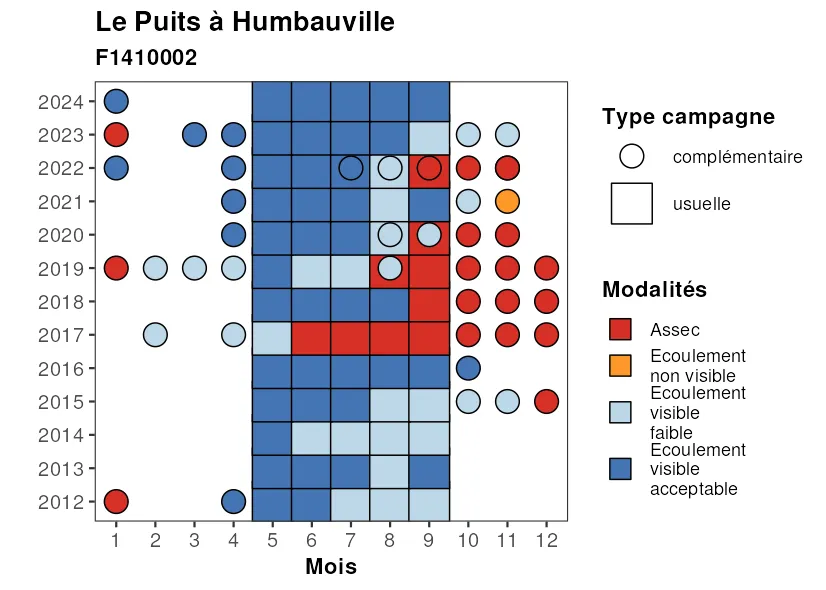 Le Puits à Humbauville
F1410002
2024
2023
2022
2021
2020
2019
2018
2017
2016
2015
2014
2013
2012
1 2 3 4 5 6 7 8 9 10 11 12
Mois
Type campagne
complémentaire
usuelle
Modalités
Assec
Ecoulement
non visible
Ecoulement
visible
faible
Ecoulement
visible
acceptable